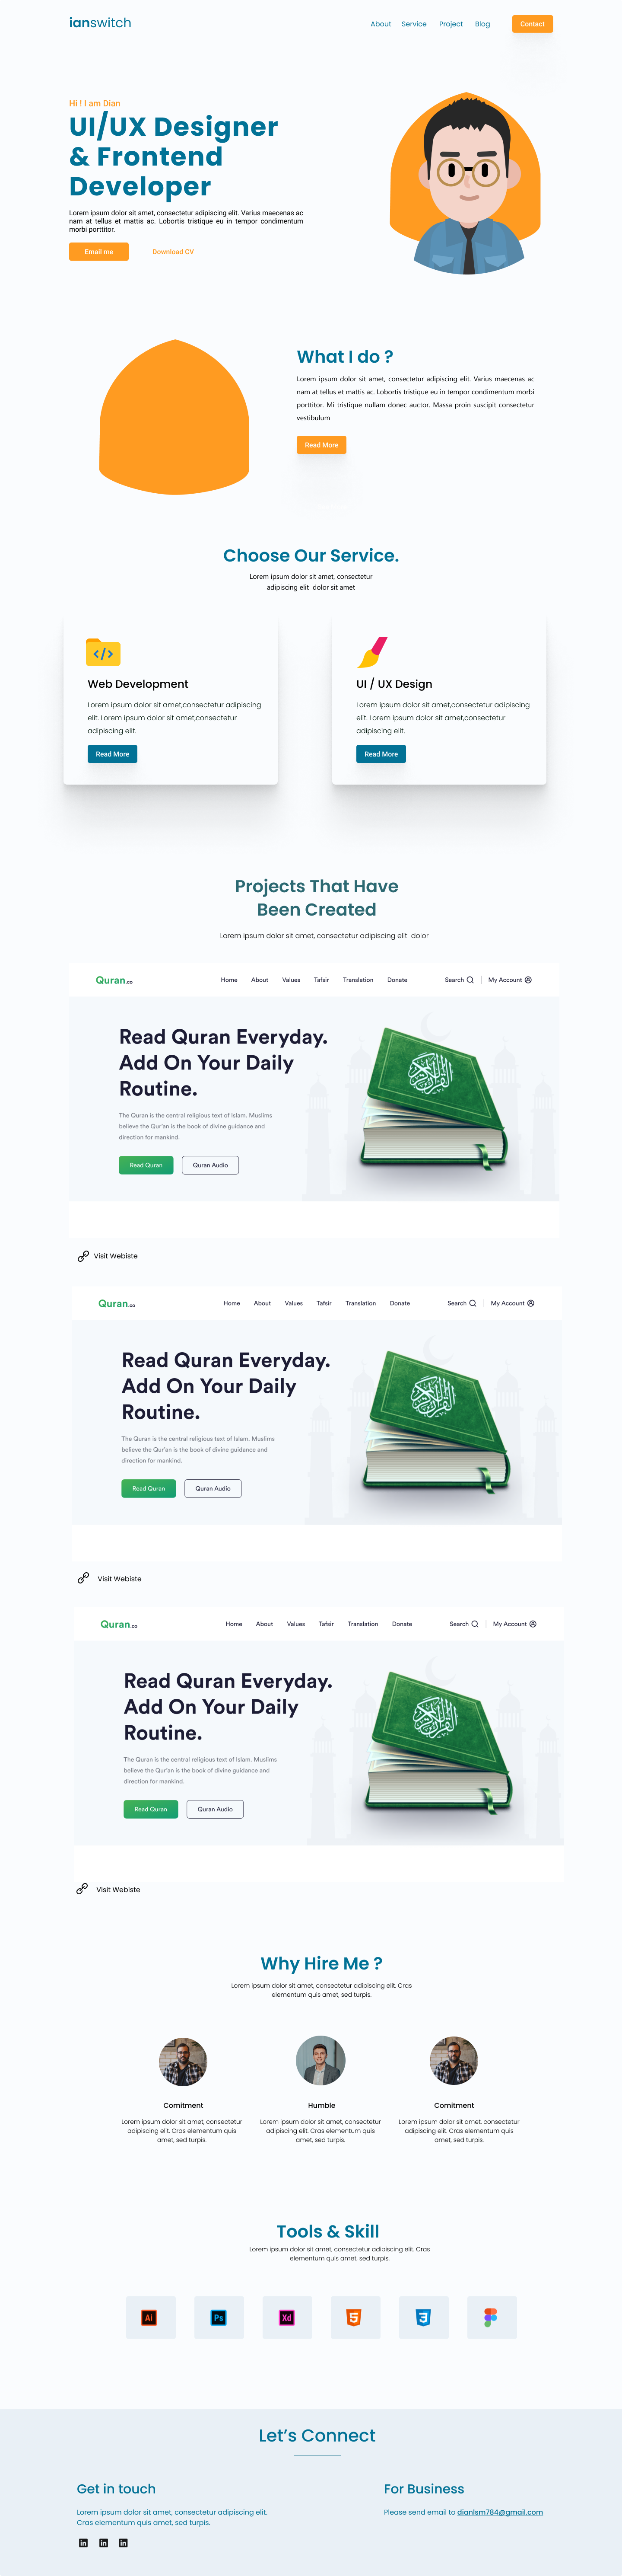 ianswitch
About Service Project Blog Contact
Hi ! I am Dian
UI/UX Designer
& Frontend
Developer
Lorem ipsum dolor sit amet, consectetur adipiscing elit. Varius maecenas ac
nam at tellus et mattis ac. Lobortis tristique eu in tempor condimentum
morbi porttitor.
Email me Download CV
What I do ?
Lorem ipsum dolor sit amet, consectetur adipiscing elit. Varius maecenas ac
nam at tellus et mattis ac. Lobortis tristique eu in tempor condimentum morbi
porttitor. Mi tristique nullam donec auctor. Massa proin suscipit consectetur
vestibulum
Read More
Choose Our Service.
Lorem ipsum dolor sit amet, consectetur
adipiscing elit dolor sit amet
Web Development
Lorem ipsum dolor sit amet,consectetur adipiscing
elit. Lorem ipsum dolor sit amet,consectetur
adipiscing elit.
Read More
UI / UX Design
Lorem ipsum dolor sit amet,consectetur adipiscing
elit. Lorem ipsum dolor sit amet,consectetur
adipiscing elit.
Read More
Projects That Have
Been Created
Lorem ipsum dolor sit amet, consectetur adipiscing elit dolor
Quran.co Home About Values Tafsir Translation Donate Search My Account
Read Quran Everyday.
Add On Your Daily
Routine.
The Quran is the central religious text of Islam. Muslims
believe the Qur'an is the book of divine guidance and
direction for mankind.
Read Quran Quran Audio
Visit Webiste
Quran.co Home About Values Tafsir Translation Donate Search My Account
Read Quran Everyday.
Add On Your Daily
Routine.
The Quran is the central religious text of Islam. Muslims
believe the Qur'an is the book of divine guidance and
direction for mankind.
Read Quran Quran Audio
Visit Webiste
Quran.co Home About Values Tafsir Translation Donate Search My Account
Read Quran Everyday.
Add On Your Daily
Routine.
The Quran is the central religious text of Islam. Muslims
believe the Qur'an is the book of divine guidance and
direction for mankind.
Read Quran Quran Audio
Visit Webiste
Why Hire Me ?
Lorem ipsum dolor sit amet, consectetur adipiscing elit. Cras
elementum quis amet, sed turpis.
Comitment
Lorem ipsum dolor sit amet, consectetur
adipiscing elit. Cras elementum quis
amet, sed turpis.
Humble
Lorem ipsum dolor sit amet, consectetur
adipiscing elit. Cras elementum quis
amet, sed turpis.
Comitment
Lorem ipsum dolor sit amet, consectetur
adipiscing elit. Cras elementum quis
amet, sed turpis.
Tools & Skill
Lorem ipsum dolor sit amet, consectetur adipiscing elit. Cras
elementum quis amet, sed turpis.
Ai Ps Xd 5 3
Let's Connect
Get in touch
Lorem ipsum dolor sit amet, consectetur adipiscing elit.
Cras elementum quis amet, sed turpis.
in in in
For Business
Please send email to dianism784@gmail.com